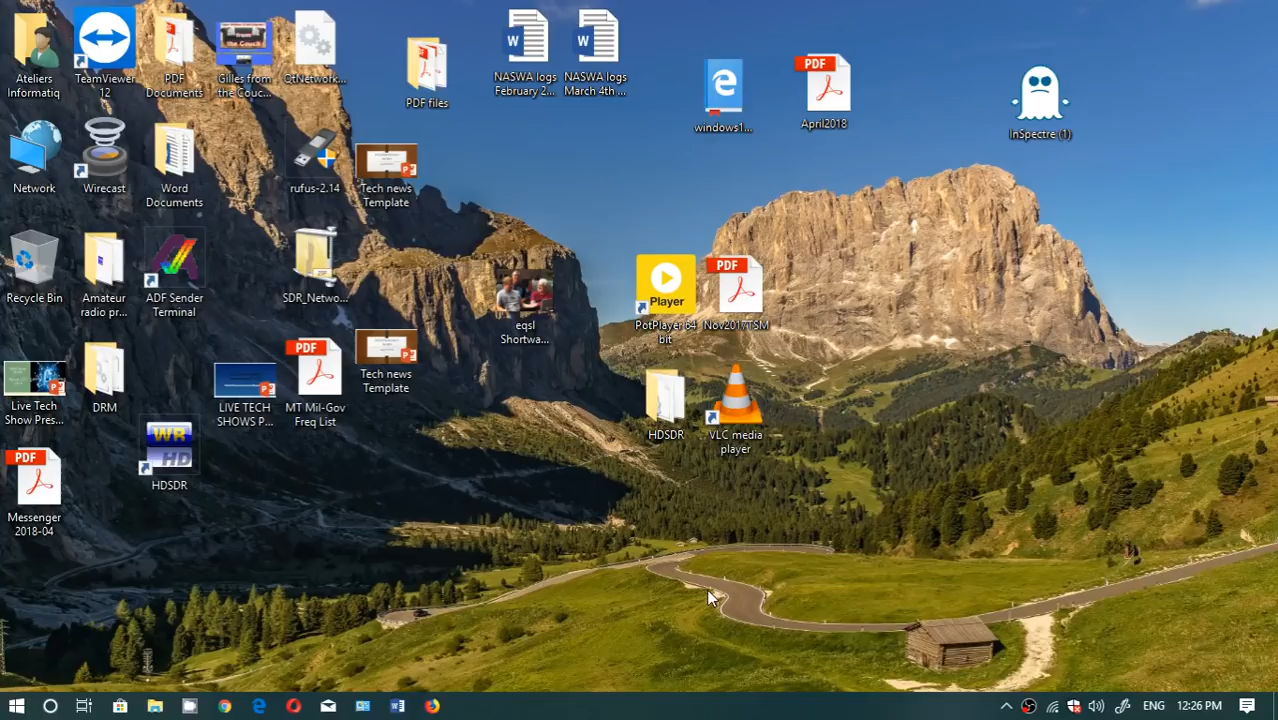 Ateliers
Informatiq
TeamViewer
12
PDF
Documents
Gilles from
the Couc...
QtNetwork...
PDF
PDF files
NASWA logs
February 2...
NASWA logs
March 4th ...
windows1...
PDF
April2018
InSpectre (1)
Network
Wirecast
Word
Documents
rufus-2.14
Tech news
Template
Recycle Bin
Amateur
radio pr...
ADF Sender
Terminal
ZIP
SDR_Netwo...
eqsl
Shortwa...
Player
PotPlayer 64
bit
PDF
Nov2017TSM
Live Tech
Show Pres...
DRM
LIVE TECH
SHOWS P...
PDF
MT Mil-Gov
Freq List
Tech news
Template
HDSDR
VLC media
player
PDF
Messenger
2018-04
WR
HD
HDSDR
ENG
12:26 PM